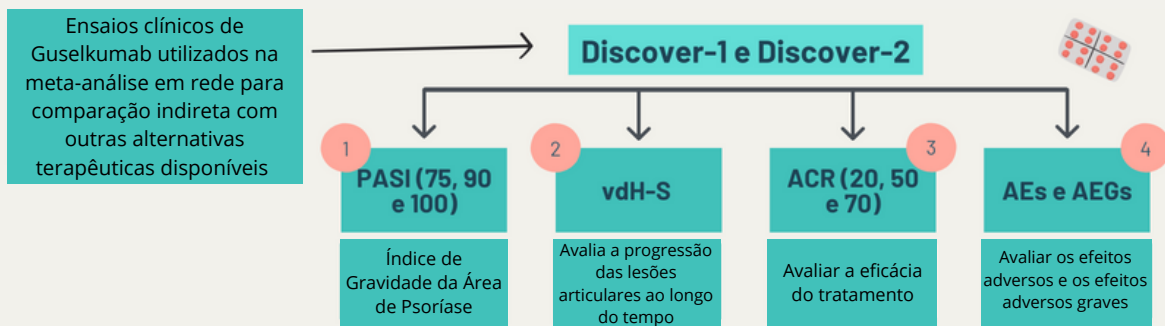 Ensaios clínicos de
Guselkumab utilizados na
meta-análise em rede para
comparação indireta com
outras alternativas
terapêuticas disponíveis
Discover-1 e Discover-2
1
PASI (75, 90
e 100)
Índice de
Gravidade da Área
de Psoríase
2
vdH-S
Avalia a progressão
das lesões
articulares ao longo
do tempo
3
ACR (20, 50
e 70)
Avaliar a eficácia
do tratamento
4
AEs e AEGs
Avaliar os efeitos
adversos e os efeitos
adversos graves